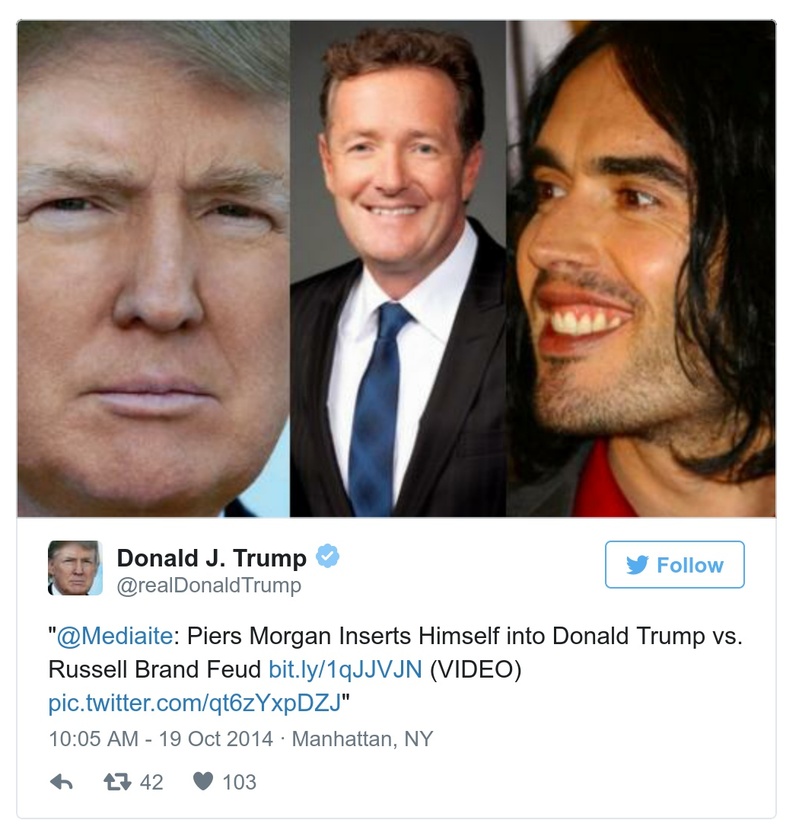 Donald J. Trump
@realDonaldTrump
Follow
"@Mediaite: Piers Morgan Inserts Himself into Donald Trump vs.
Russell Brand Feud bit.ly/1qJJVJN (VIDEO)
pic.twitter.com/qt6zYxpDZJ"
10:05 AM - 19 Oct 2014 · Manhattan, NY
42 103